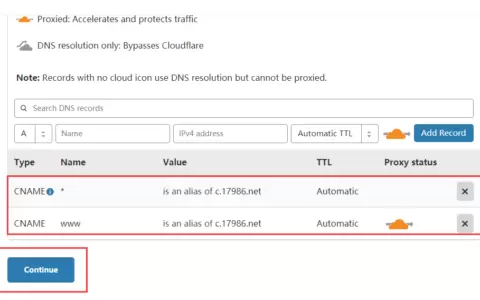 Proxied: Accelerates and protects traffic
DNS resolution only: Bypasses Cloudflare
Note: Records with no cloud icon use DNS resolution but cannot be proxied.
Search DNS records
A Name IPv4 address Automatic TTL Add Record
Type Name Value TTL Proxy status
CNAME * is an alias of c.17986.net Automatic
CNAME www is an alias of c.17986.net Automatic
Continue